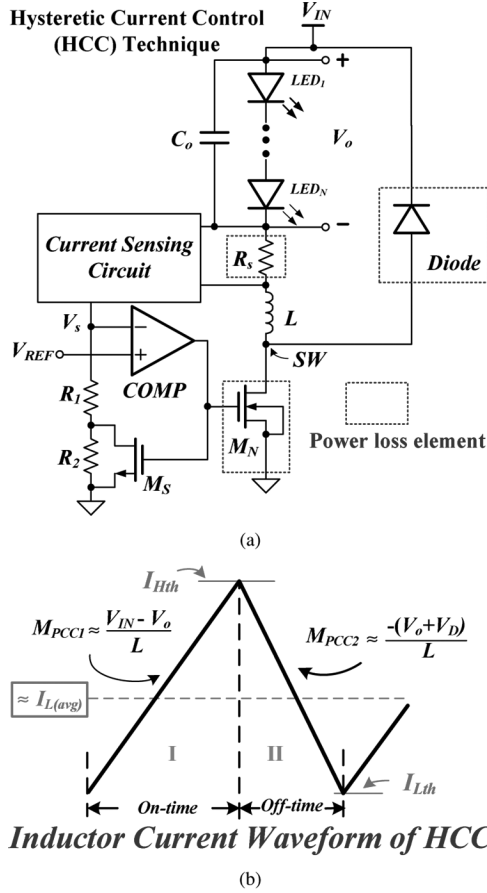 Hysteretic Current Control
(HCC) Technique
V_IN
LED_1
+
C_o
V_o
LED_N
−
Current Sensing
Circuit
R_s
Diode
L
V_s
−
V_REF
+
SW
COMP
R_1
M_N
Power loss element
R_2
M_S
(a)
I_Hth
M_PCC1 ≈ V_IN - V_o / L
M_PCC2 ≈ -(V_o+V_D) / L
≈ I_L(avg)
I
II
I_Lth
On-time
Off-time
Inductor Current Waveform of HCC
(b)